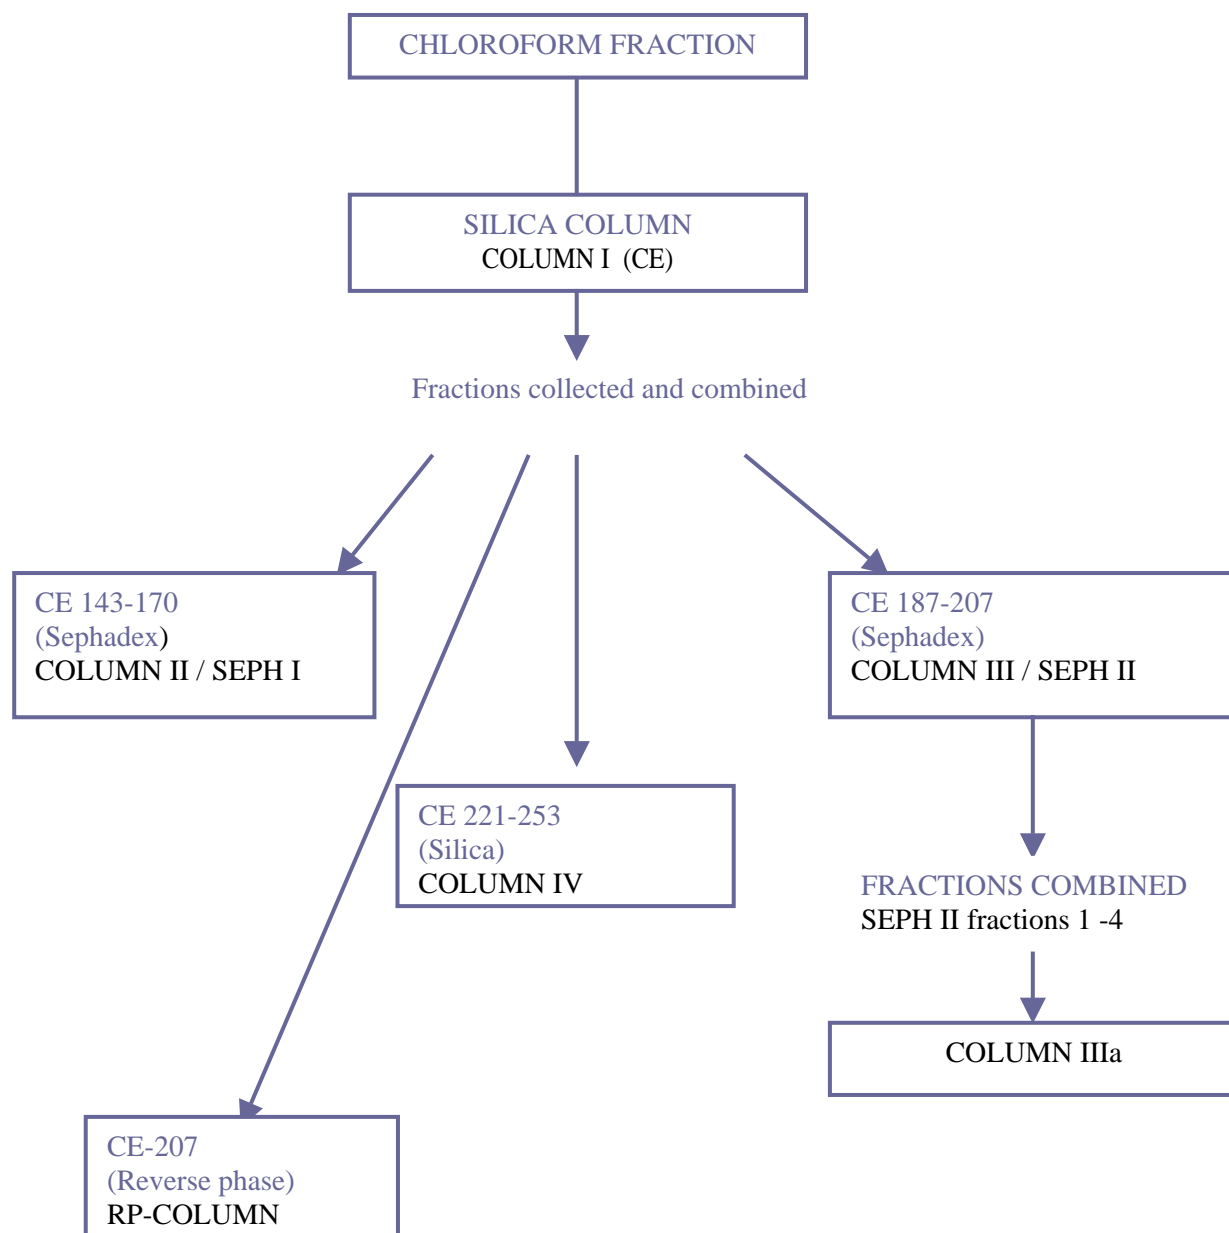 CHLOROFORM FRACTION
SILICA COLUMN
COLUMN I (CE)
Fractions collected and combined
CE 143-170
(Sephadex)
COLUMN II / SEPH I
CE 187-207
(Sephadex)
COLUMN III / SEPH II
CE 221-253
(Silica)
COLUMN IV
FRACTIONS COMBINED
SEPH II fractions 1 -4
COLUMN IIIa
CE-207
(Reverse phase)
RP-COLUMN